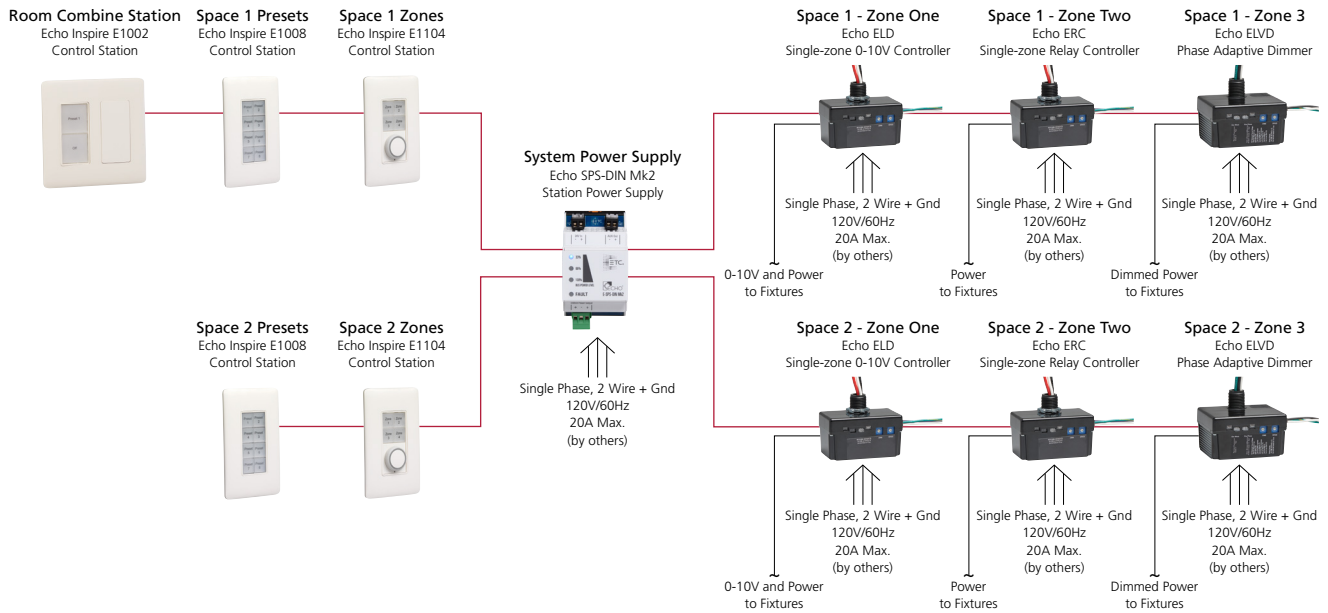 Room Combine Station
Echo Inspire E1002
Control Station
Space 1 Presets
Echo Inspire E1008
Control Station
Space 1 Zones
Echo Inspire E1104
Control Station
System Power Supply
Echo SPS-DIN Mk2
Station Power Supply
ETC
FAULT
Single Phase, 2 Wire + Gnd
120V/60Hz
20A Max.
(by others)
Space 2 Presets
Echo Inspire E1008
Control Station
Space 2 Zones
Echo Inspire E1104
Control Station
Space 1 - Zone One
Echo ELD
Single-zone 0-10V Controller
Single Phase, 2 Wire + Gnd
120V/60Hz
20A Max.
(by others)
0-10V and Power
to Fixtures
Space 1 - Zone Two
Echo ERC
Single-zone Relay Controller
Single Phase, 2 Wire + Gnd
120V/60Hz
20A Max.
(by others)
Power
to Fixtures
Space 1 - Zone 3
Echo ELVD
Phase Adaptive Dimmer
Single Phase, 2 Wire + Gnd
120V/60Hz
20A Max.
(by others)
Dimmed Power
to Fixtures
Space 2 - Zone One
Echo ELD
Single-zone 0-10V Controller
Single Phase, 2 Wire + Gnd
120V/60Hz
20A Max.
(by others)
0-10V and Power
to Fixtures
Space 2 - Zone Two
Echo ERC
Single-zone Relay Controller
Single Phase, 2 Wire + Gnd
120V/60Hz
20A Max.
(by others)
Power
to Fixtures
Space 2 - Zone 3
Echo ELVD
Phase Adaptive Dimmer
Single Phase, 2 Wire + Gnd
120V/60Hz
20A Max.
(by others)
Dimmed Power
to Fixtures